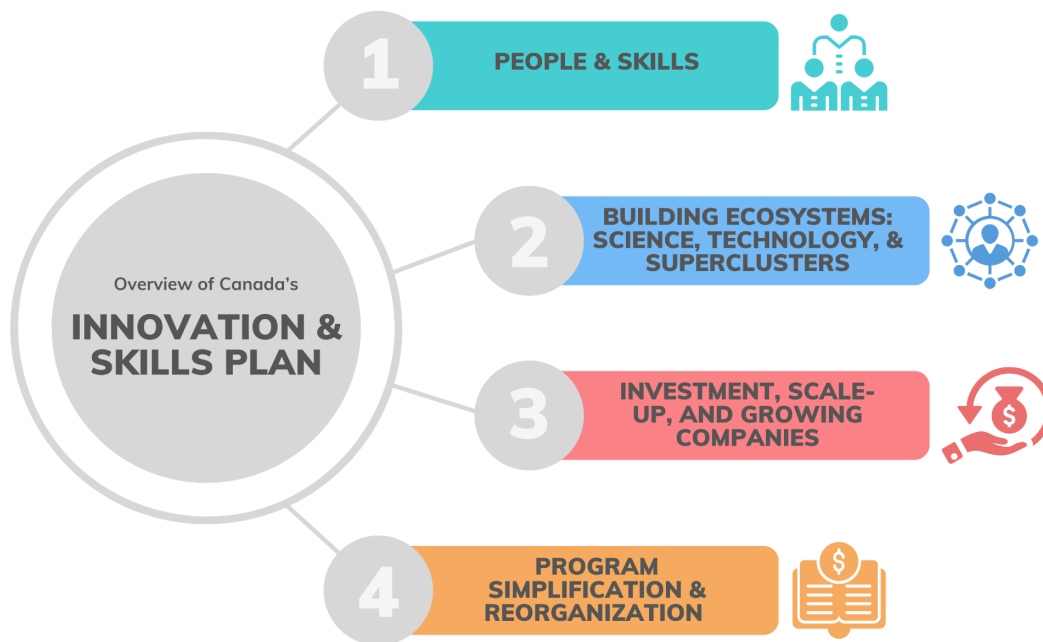 Overview of Canada's
INNOVATION &
SKILLS PLAN
1
PEOPLE & SKILLS
2
BUILDING ECOSYSTEMS:
SCIENCE, TECHNOLOGY, &
SUPERCLUSTERS
3
INVESTMENT, SCALE-
UP, AND GROWING
COMPANIES
$
4
PROGRAM
SIMPLIFICATION &
REORGANIZATION
$